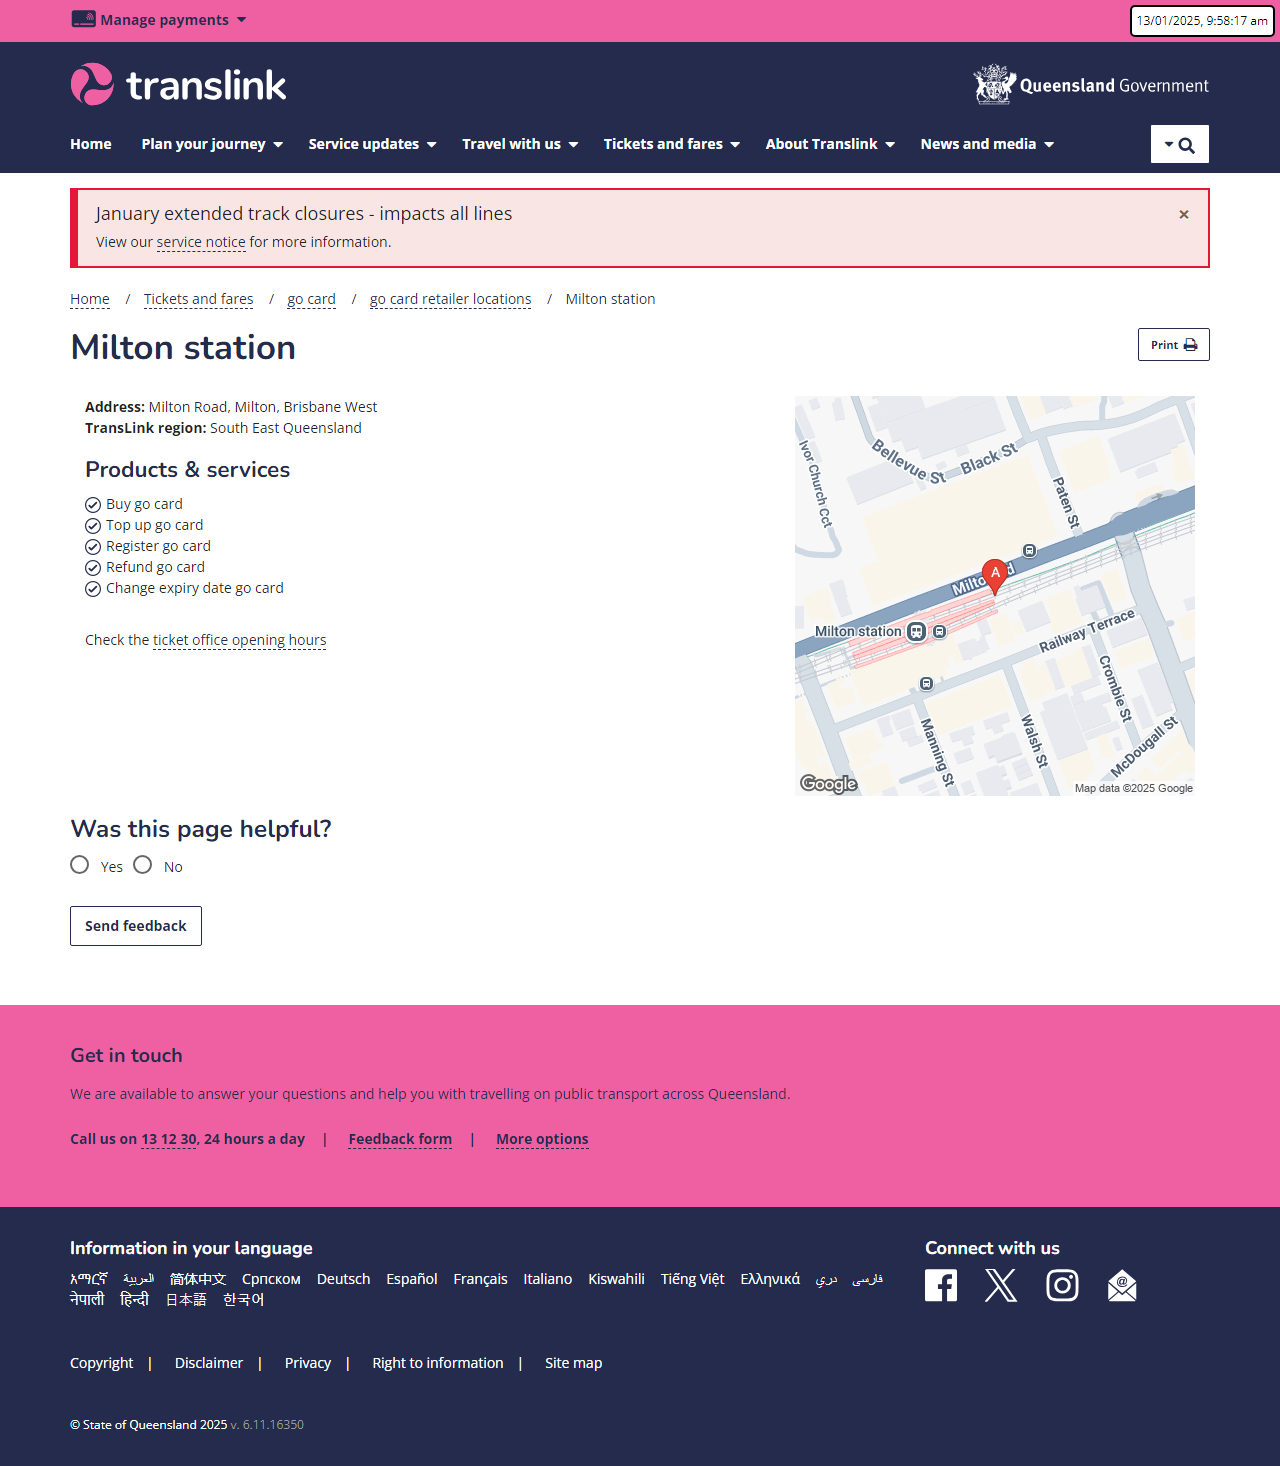 Manage payments
13/01/2025, 9:58:17 am
translink
Queensland Government
Home Plan your journey Service updates Travel with us Tickets and fares About Translink News and media
January extended track closures - impacts all lines
×
View our service notice for more information.
Home / Tickets and fares / go card / go card retailer locations / Milton station
Milton station
Print
Address: Milton Road, Milton, Brisbane West
TransLink region: South East Queensland
Products & services
Buy go card
Top up go card
Register go card
Refund go card
Change expiry date go card
Check the ticket office opening hours
Ivor Church Cct
Bellevue St
Black St
Paten St
A
Milton station
Railway Terrace
Crombie St
Manning St
Walsh St
McDougall St
Google
Map data ©2025 Google
Was this page helpful?
Yes No
Send feedback
Get in touch
We are available to answer your questions and help you with travelling on public transport across Queensland.
Call us on 13 12 30, 24 hours a day | Feedback form | More options
Information in your language
Connect with us
አማርኛ العربية 简体中文 Српском Deutsch Español Français Italiano Kiswahili Tiếng Việt Ελληνικά دري فارسی
नेपाली हिन्दी 日本語 한국어
Copyright | Disclaimer | Privacy | Right to information | Site map
© State of Queensland 2025 v. 6.11.16350